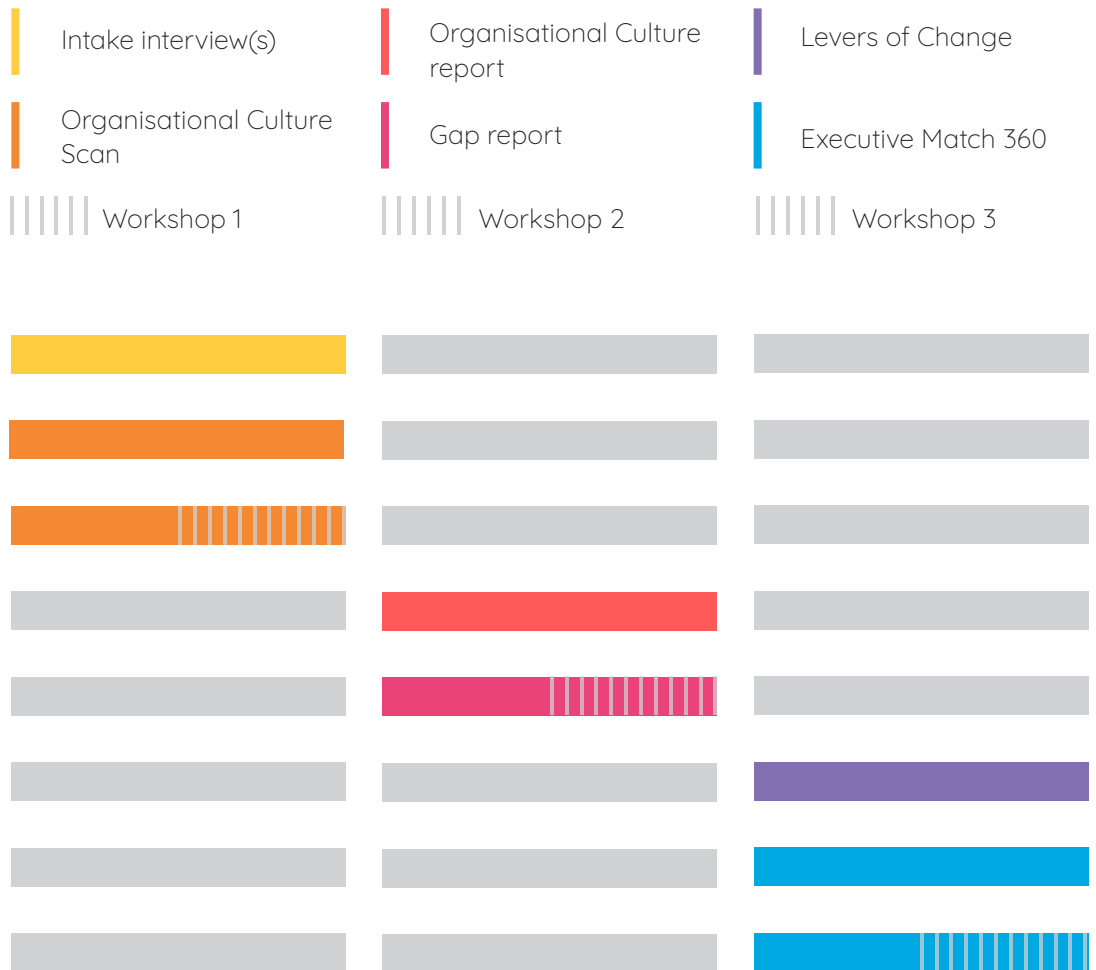 Intake interview(s)
Organisational Culture
report
Levers of Change
Organisational Culture
Scan
Gap report
Executive Match 360
Workshop 1
Workshop 2
Workshop 3